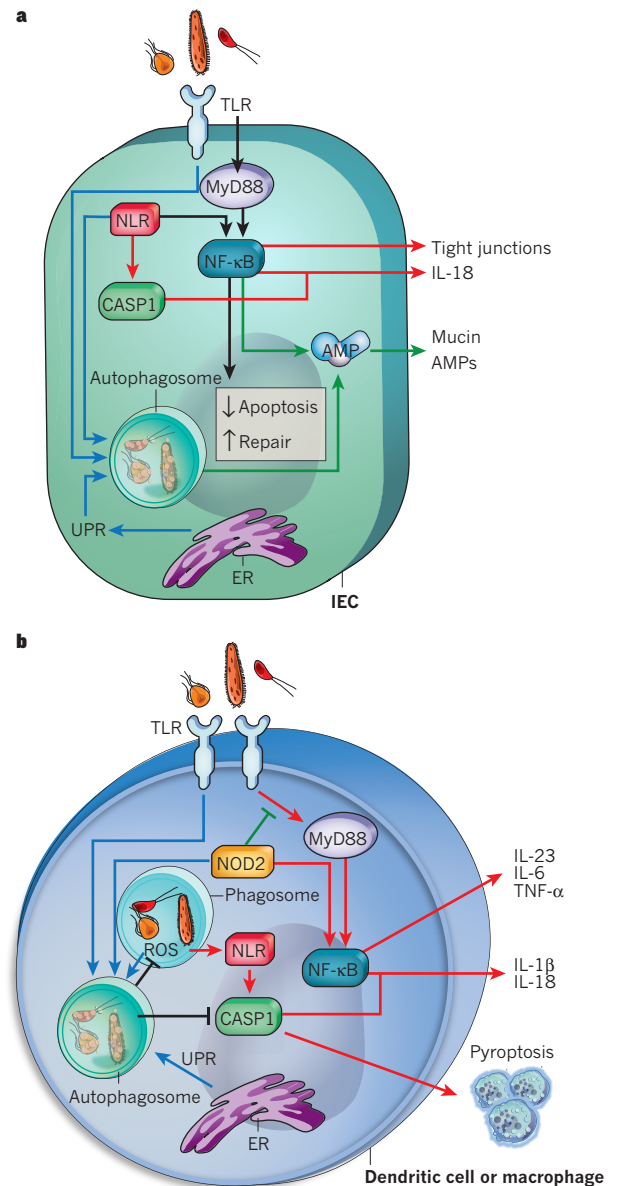 a
TLR
MyD88
NLR
NF-κB
Tight junctions
IL-18
CASP1
Mucin
AMP
AMPs
Autophagosome
↓ Apoptosis
↑ Repair
UPR
ER
IEC
b
TLR
MyD88
NOD2
IL-23
IL-6
TNF-α
Phagosome
ROS
NLR
NF-κB
IL-1β
IL-18
CASP1
Pyroptosis
UPR
Autophagosome
ER
Dendritic cell or macrophage